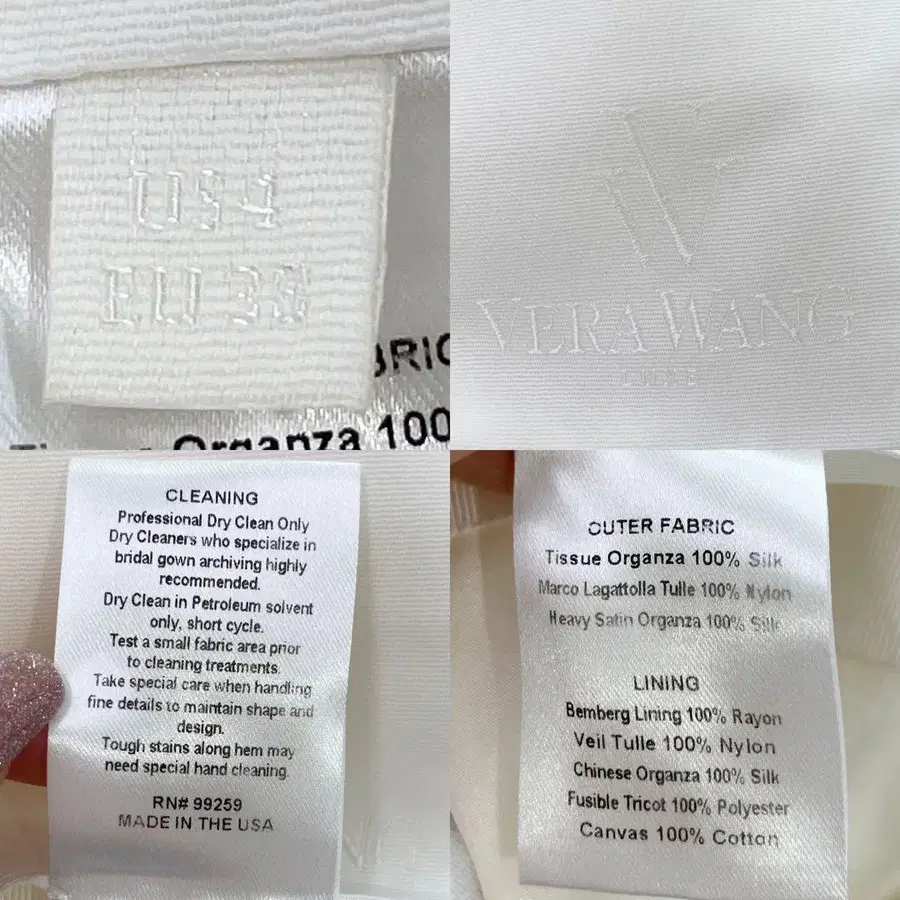 US 4
EU 38
BRIC
Organza 100
VERA WANG
CLEANING
Professional Dry Clean Only
Dry Cleaners who specialize in
bridal gown archiving highly
recommended.
Dry Clean in Petroleum solvent
only, short cycle.
Test a small fabric area prior
to cleaning treatments.
Take special care when handling
fine details to maintain shape and
design.
Tough stains along hem may
need special hand cleaning.
RN# 99259
MADE IN THE USA
OUTER FABRIC
Tissue Organza 100% Silk
Marco Lagattolla Tulle 100% Nylon
Heavy Satin Organza 100% Silk
LINING
Bemberg Lining 100% Rayon
Veil Tulle 100% Nylon
Chinese Organza 100% Silk
Fusible Tricot 100% Polyester
Canvas 100% Cotton